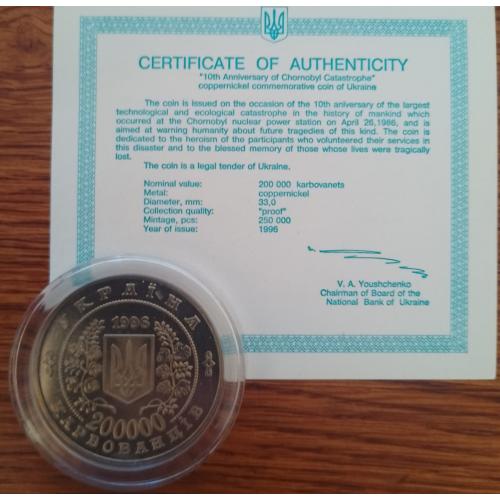 CERTIFICATE OF AUTHENTICITY
"10th Anniversary of Chornobyl Catastrophe"
coppernickel commemorative coin of Ukraine
The coin is issued on the occasion of the 10th aniversary of the largest
technological and ecological catastrophe in the history of mankind which
occurred at the Chornobyl nuclear power station on April 26,1986, and is
aimed at warning humanity about future tragedies of this kind. The coin is
dedicated to the heroism of the participants who volunteered their services in
this disaster and to the blessed memory of those whose lives were tragically
lost.
The coin is a legal tender of Ukraine.
Nominal value: 200 000 karbovanets
Metal: coppernickel
Diameter, mm: 33,0
Collection quality: "proof"
Mintage, pcs: 250 000
Year of issue: 1996
V. A. Youshchenko
Chairman of Board of the
National Bank of Ukraine
УКРАЇНА
1996
200000
КАРБОВАНЦІВ